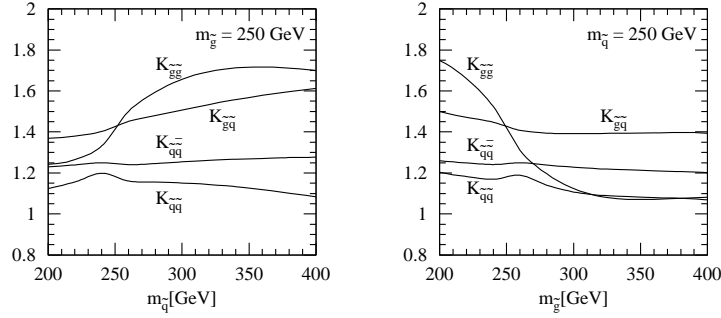 2
1.8
1.6
1.4
1.2
1
0.8
200 250 300 350 400
m_q̃[GeV]
m_g̃ = 250 GeV
K_g̃g̃
K_g̃q̃
K_q̃q̃̄
K_q̃q̃
2
1.8
1.6
1.4
1.2
1
0.8
200 250 300 350 400
m_g̃[GeV]
m_q̃ = 250 GeV
K_g̃g̃
K_g̃q̃
K_q̃q̃̄
K_q̃q̃